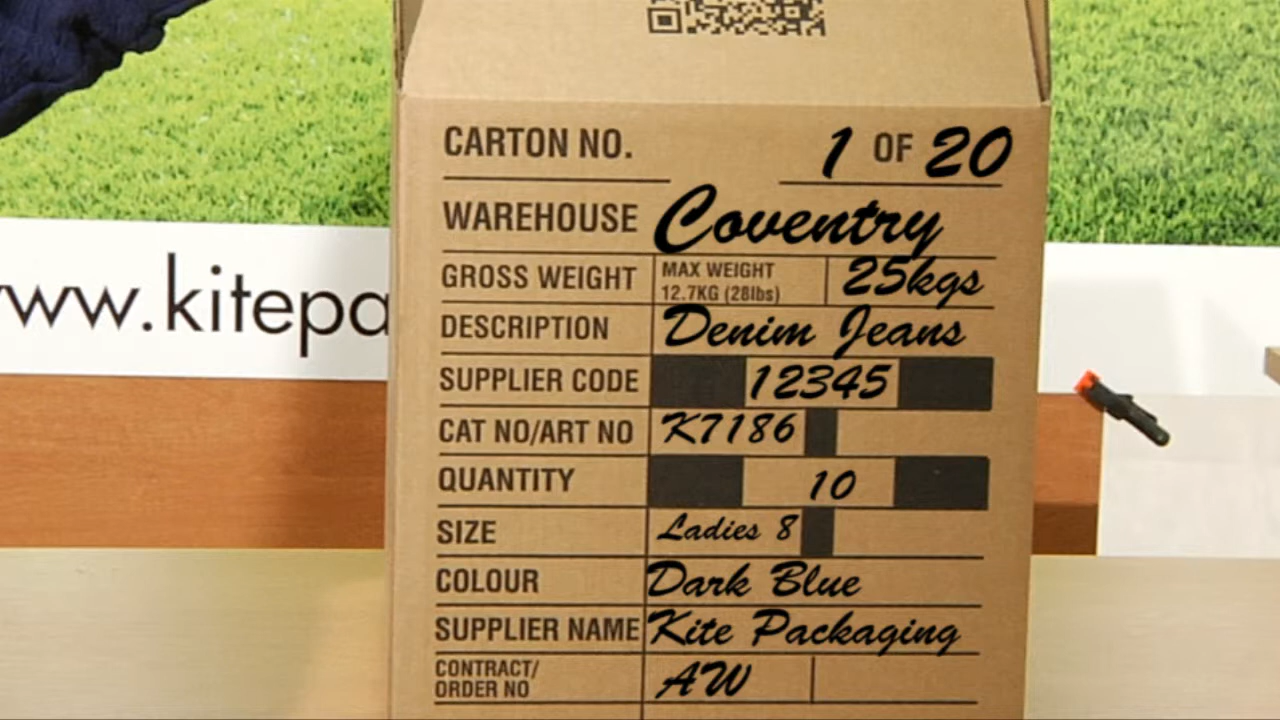 CARTON NO. 1 OF 20
WAREHOUSE Coventry
www.kitepa
GROSS WEIGHT MAX WEIGHT 12.7KG (28lbs) 25kgs
DESCRIPTION Denim Jeans
SUPPLIER CODE 12345
CAT NO/ART NO K7186
QUANTITY 10
SIZE Ladies 8
COLOUR Dark Blue
SUPPLIER NAME Kite Packaging
CONTRACT/
ORDER NO AW